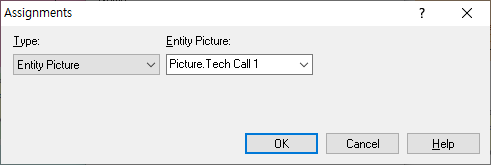 Assignments
Type:
Entity Picture:
Entity Picture
Picture.Tech Call 1
OK
Cancel
Help